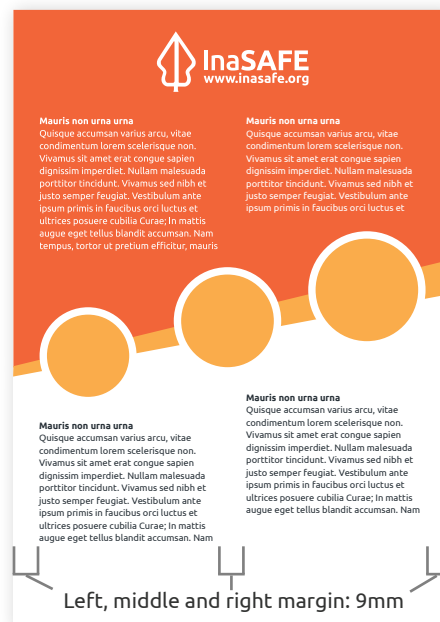 InaSAFE
www.inasafe.org
Mauris non urna urna
Quisque accumsan varius arcu, vitae
condimentum lorem scelerisque non.
Vivamus sit amet erat congue sapien
dignissim imperdiet. Nullam malesuada
porttitor tincidunt. Vivamus sed nibh et
justo semper feugiat. Vestibulum ante
ipsum primis in faucibus orci luctus et
ultrices posuere cubilia Curae; In mattis
augue eget tellus blandit accumsan. Nam
tempus, tortor ut pretium efficitur, mauris
Mauris non urna urna
Quisque accumsan varius arcu, vitae
condimentum lorem scelerisque non.
Vivamus sit amet erat congue sapien
dignissim imperdiet. Nullam malesuada
porttitor tincidunt. Vivamus sed nibh et
justo semper feugiat. Vestibulum ante
ipsum primis in faucibus orci luctus et
Mauris non urna urna
Quisque accumsan varius arcu, vitae
condimentum lorem scelerisque non.
Vivamus sit amet erat congue sapien
dignissim imperdiet. Nullam malesuada
porttitor tincidunt. Vivamus sed nibh et
justo semper feugiat. Vestibulum ante
ipsum primis in faucibus orci luctus et
ultrices posuere cubilia Curae; In mattis
augue eget tellus blandit accumsan. Nam
Mauris non urna urna
Quisque accumsan varius arcu, vitae
condimentum lorem scelerisque non.
Vivamus sit amet erat congue sapien
dignissim imperdiet. Nullam malesuada
porttitor tincidunt. Vivamus sed nibh et
justo semper feugiat. Vestibulum ante
ipsum primis in faucibus orci luctus et
ultrices posuere cubilia Curae; In mattis
augue eget tellus blandit accumsan. Nam
Left, middle and right margin: 9mm